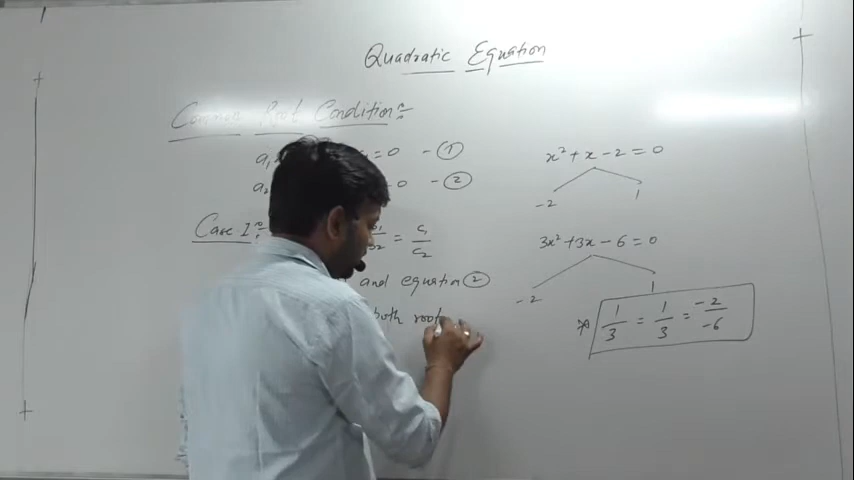 Quadratic Equation
Common Root Condition:-
= 0 - ①
= 0 - ②
Case I:-
= c₁/c₂
and equation ②
both root
x² + x - 2 = 0
-2 1
3x² + 3x - 6 = 0
-2 1
1/3 = 1/3 = -2/-6